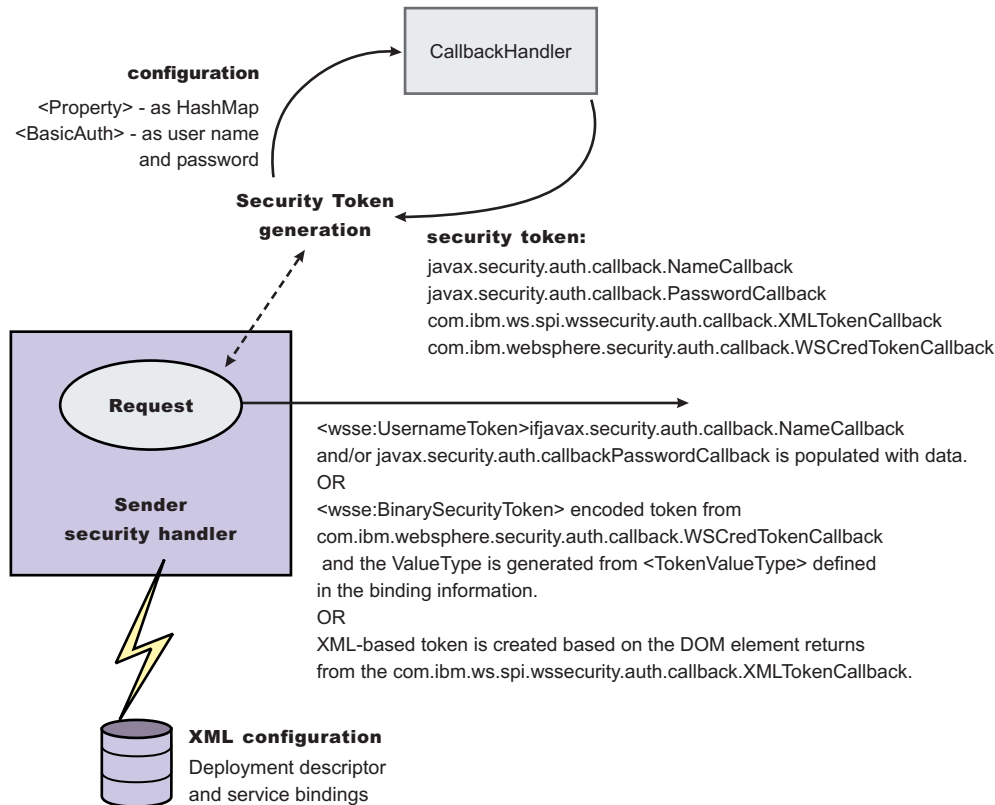 CallbackHandler
configuration
<Property> - as HashMap
<BasicAuth> - as user name
and password
Security Token
generation
security token:
javax.security.auth.callback.NameCallback
javax.security.auth.callback.PasswordCallback
com.ibm.ws.spi.wssecurity.auth.callback.XMLTokenCallback
com.ibm.websphere.security.auth.callback.WSCredTokenCallback
Request
Sender
security handler
<wsse:UsernameToken>ifjavax.security.auth.callback.NameCallback
and/or javax.security.auth.callbackPasswordCallback is populated with data.
OR
<wsse:BinarySecurityToken> encoded token from
com.ibm.websphere.security.auth.callback.WSCredTokenCallback
and the ValueType is generated from <TokenValueType> defined
in the binding information.
OR
XML-based token is created based on the DOM element returns
from the com.ibm.ws.spi.wssecurity.auth.callback.XMLTokenCallback.
XML configuration
Deployment descriptor
and service bindings